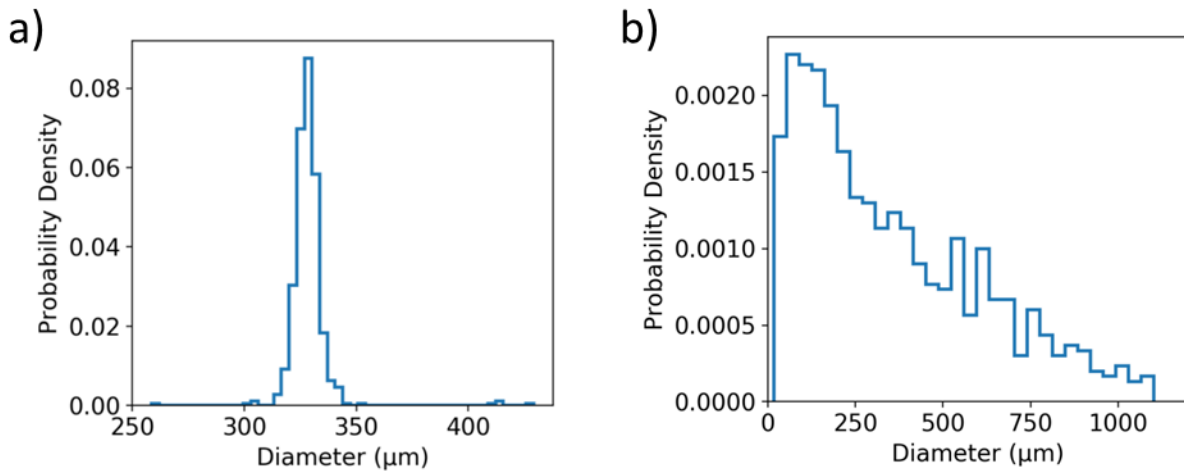 a)
Probability Density
0.08
0.06
0.04
0.02
0.00
250 300 350 400
Diameter (µm)
b)
Probability Density
0.0020
0.0015
0.0010
0.0005
0.0000
0 250 500 750 1000
Diameter (µm)